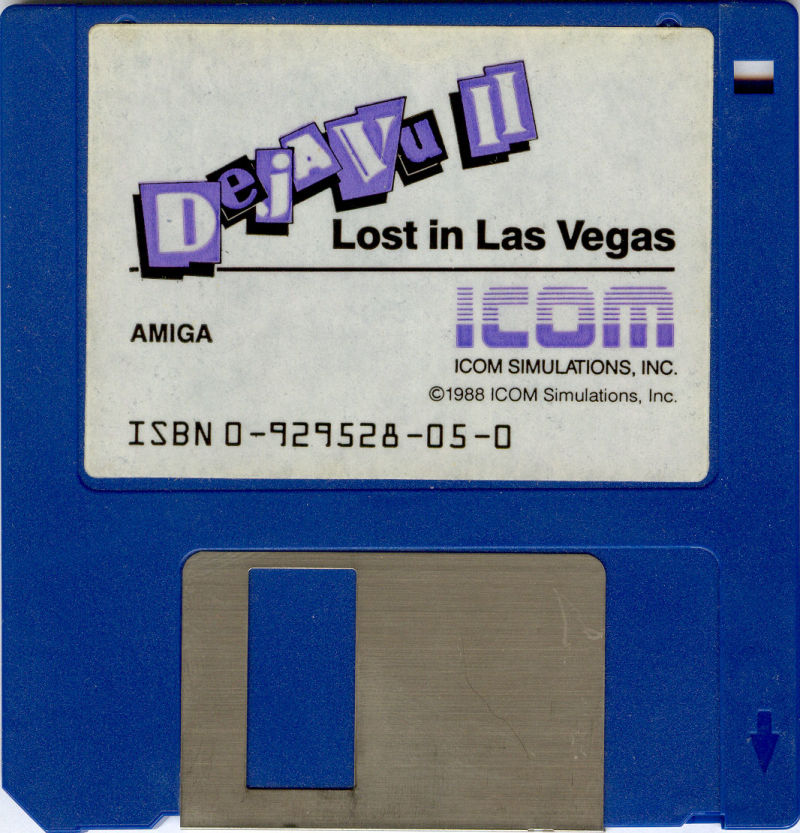 Dejavu II
Lost in Las Vegas
AMIGA
ICOM
ICOM SIMULATIONS, INC.
©1988 ICOM Simulations, Inc.
ISBN 0-929528-05-0